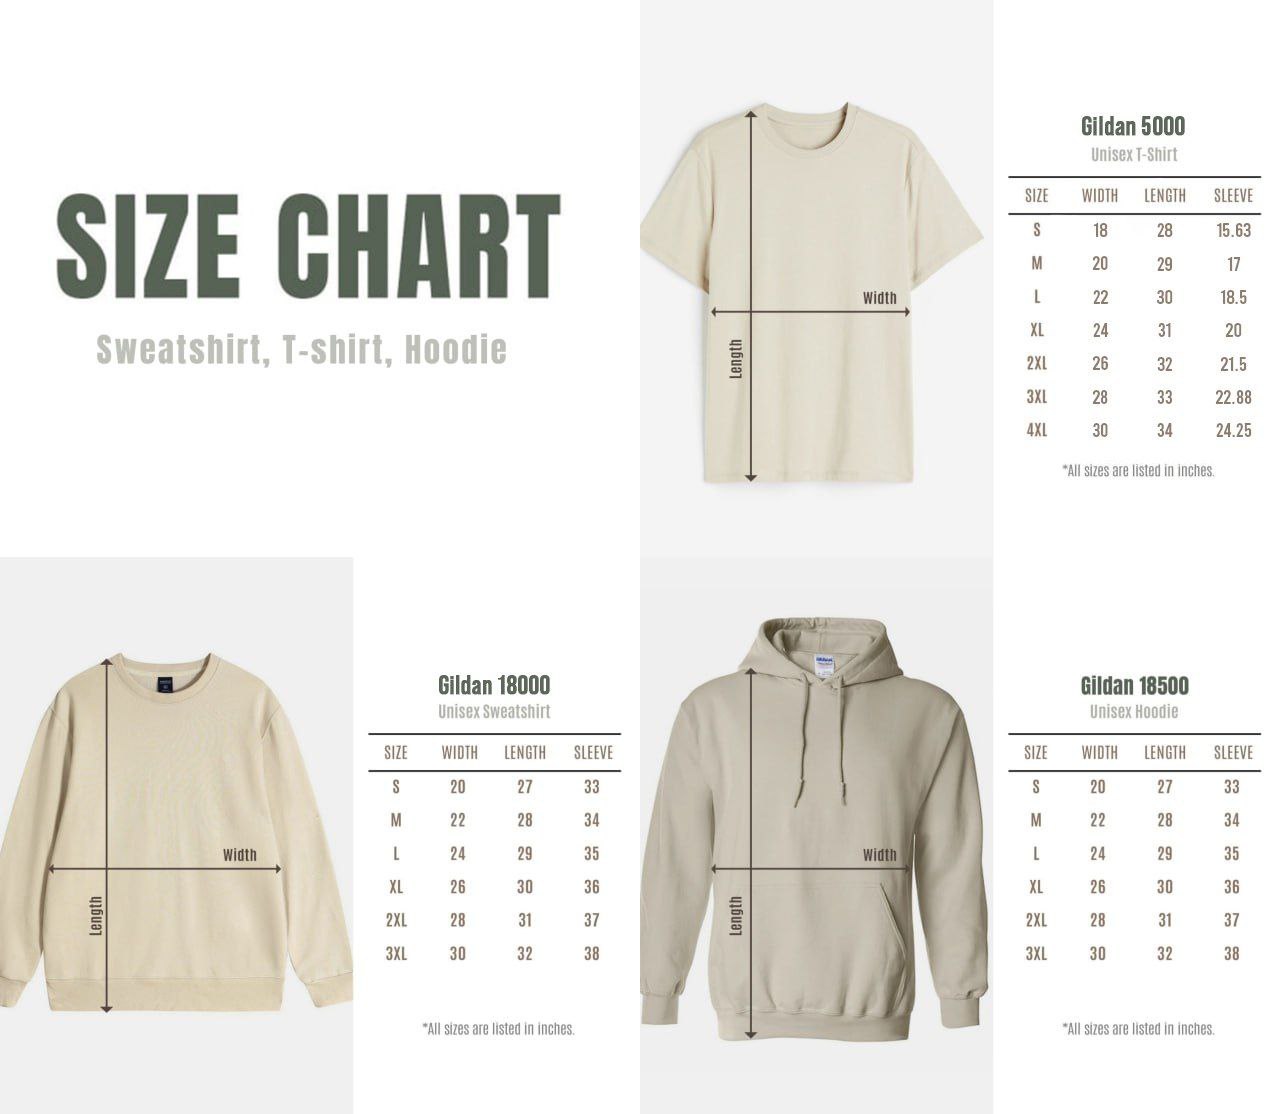 SIZE CHART
Sweatshirt, T-shirt, Hoodie
Width
Length
Gildan 5000
Unisex T-Shirt
SIZE WIDTH LENGTH SLEEVE
S 18 28 15.63
M 20 29 17
L 22 30 18.5
XL 24 31 20
2XL 26 32 21.5
3XL 28 33 22.88
4XL 30 34 24.25
*All sizes are listed in inches.
Width
Length
Gildan 18000
Unisex Sweatshirt
SIZE WIDTH LENGTH SLEEVE
S 20 27 33
M 22 28 34
L 24 29 35
XL 26 30 36
2XL 28 31 37
3XL 30 32 38
*All sizes are listed in inches.
Width
Length
Gildan 18500
Unisex Hoodie
SIZE WIDTH LENGTH SLEEVE
S 20 27 33
M 22 28 34
L 24 29 35
XL 26 30 36
2XL 28 31 37
3XL 30 32 38
*All sizes are listed in inches.